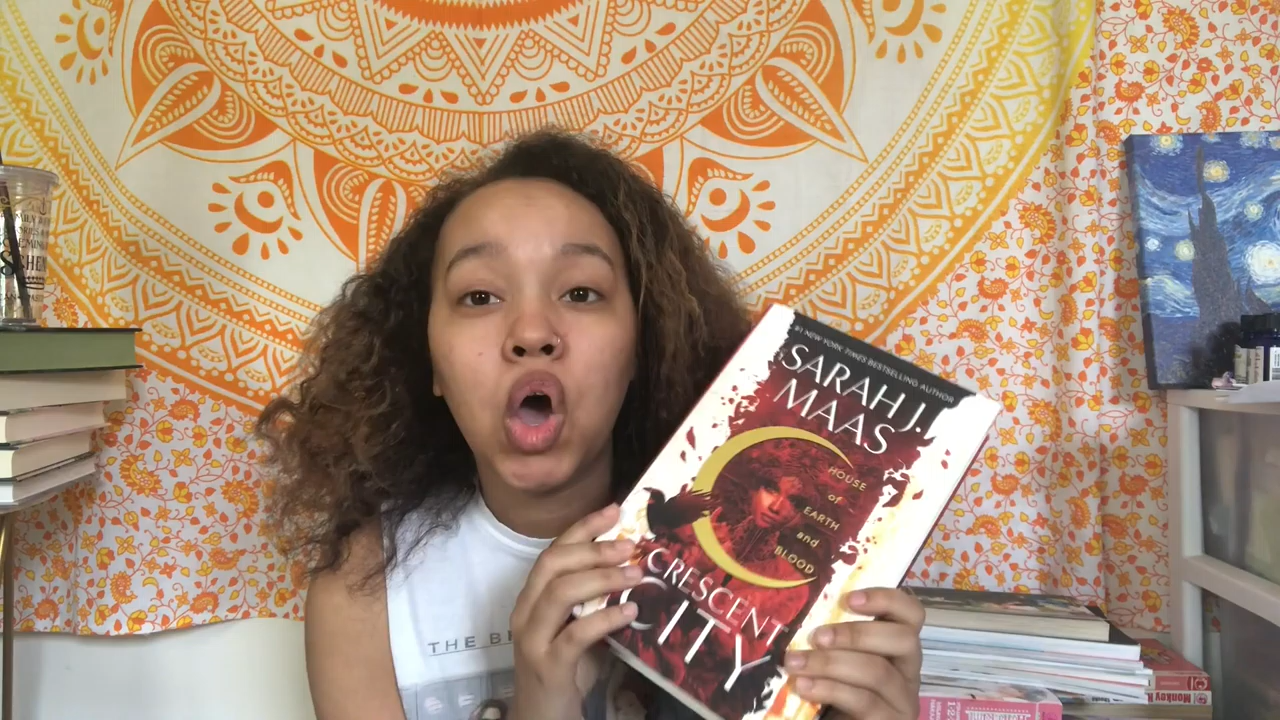 #1 NEW YORK TIMES BESTSELLING AUTHOR
SARAH J.
MAAS
HOUSE
of
EARTH
and
BLOOD
CRESCENT
CITY
THE